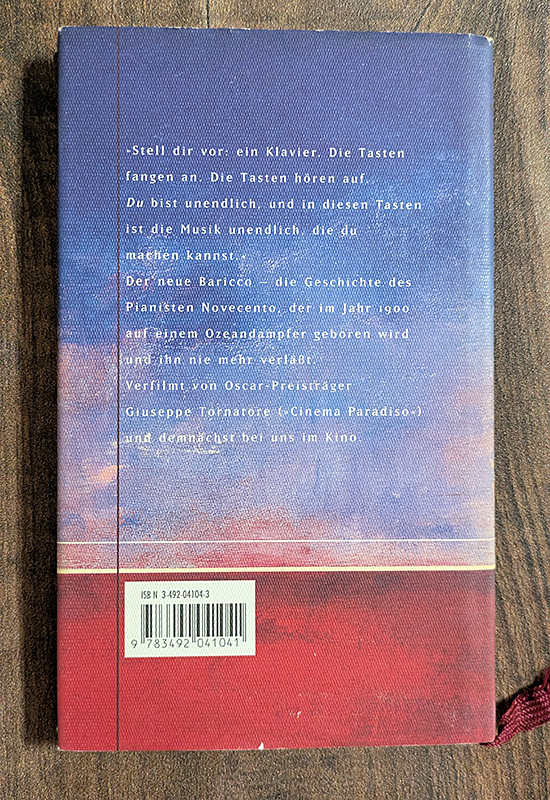 »Stell dir vor: ein Klavier. Die Tasten
fangen an. Die Tasten hören auf.
Du bist unendlich, und in diesen Tasten
ist die Musik unendlich, die du
machen kannst.«
Der neue Baricco – die Geschichte des
Pianisten Novecento, der im Jahr 1900
auf einem Ozeandampfer geboren wird
und ihn nie mehr verläßt.
Verfilmt von Oscar-Preisträger
Giuseppe Tornatore (»Cinema Paradiso«)
und demnächst bei uns im Kino.
ISBN 3-492-04104-3
9 783492 041041